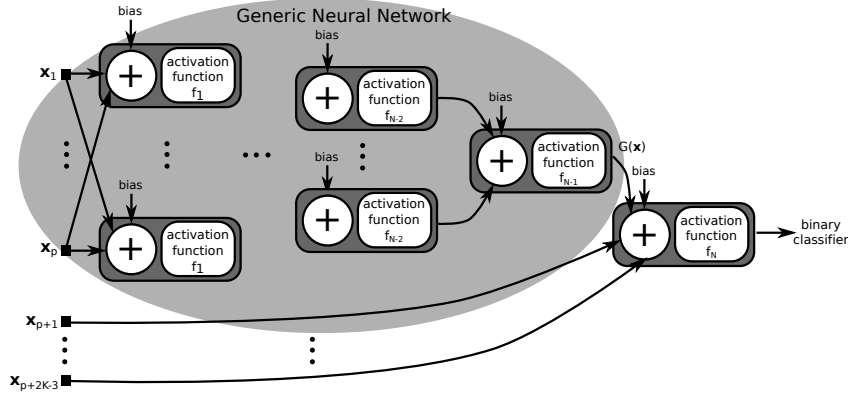 Generic Neural Network
bias
x1
+
activation
function
f1
bias
+
activation
function
fN-2
bias
+
activation
function
fN-1
G(x)
bias
xp
+
activation
function
f1
bias
+
activation
function
fN-2
bias
+
activation
function
fN
binary
classifier
xp+1
xp+2K-3